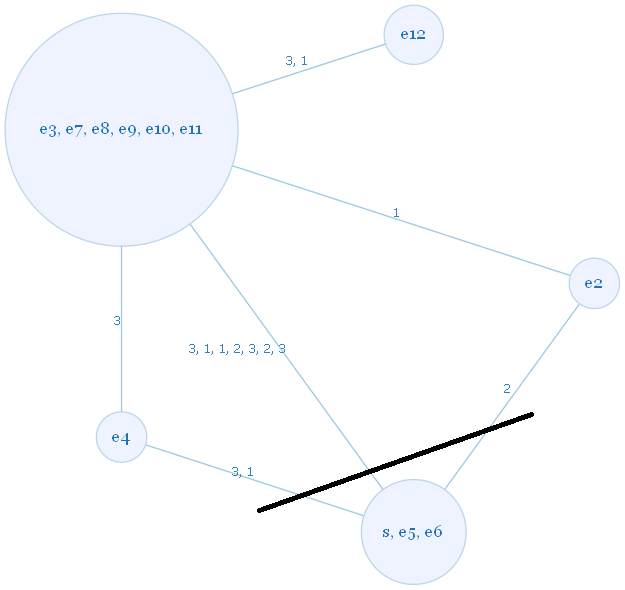 e12
3, 1
e3, e7, e8, e9, e10, e11
1
e2
3
3, 1, 1, 2, 3, 2, 3
2
e4
3, 1
s, e5, e6